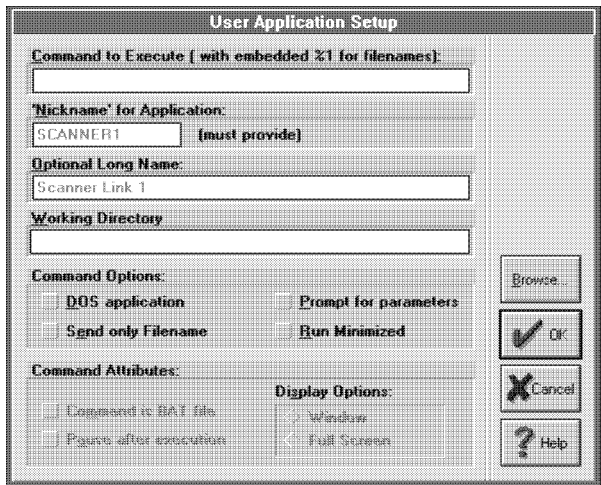 User Application Setup
Command to Execute ( with embedded %1 for filenames):
'Nickname' for Application:
SCANNER1 (must provide)
Optional Long Name:
Scanner Link 1
Working Directory
Command Options:
DOS application Prompt for parameters
Send only Filename Run Minimized
Command Attributes:
Display Options:
Command is BAT file Window
Pause after execution Full Screen
Browse...
OK
Cancel
Help